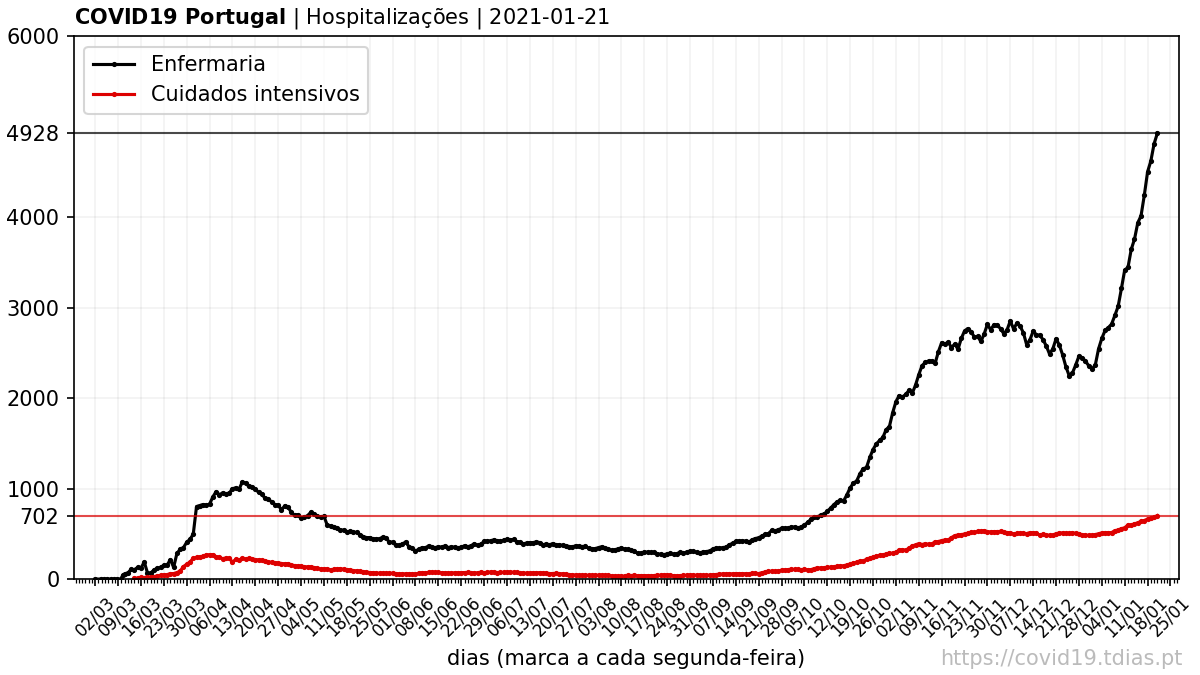 COVID19 Portugal | Hospitalizações | 2021-01-21
6000
Enfermaria
Cuidados intensivos
4928
4000
3000
2000
1000
702
0
02/03 09/03 16/03 23/03 30/03 06/04 13/04 20/04 27/04 04/05 11/05 18/05 25/05 01/06 08/06 15/06 22/06 29/06 06/07 13/07 20/07 27/07 03/08 10/08 17/08 24/08 31/08 07/09 14/09 21/09 28/09 05/10 12/10 19/10 26/10 02/11 09/11 16/11 23/11 30/11 07/12 14/12 21/12 28/01 04/01 11/01 18/01 25/01
dias (marca a cada segunda-feira)
https://covid19.tdias.pt